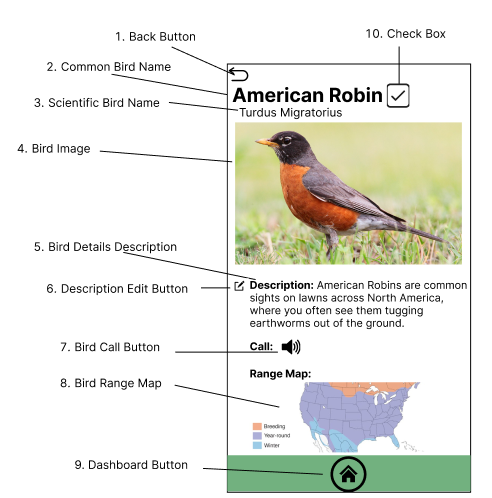 1. Back Button
10. Check Box
2. Common Bird Name
3. Scientific Bird Name
4. Bird Image
5. Bird Details Description
6. Description Edit Button
7. Bird Call Button
8. Bird Range Map
9. Dashboard Button
American Robin
Turdus Migratorius
Description: American Robins are common
sights on lawns across North America,
where you often see them tugging
earthworms out of the ground.
Call:
Range Map:
Breeding
Year-round
Winter